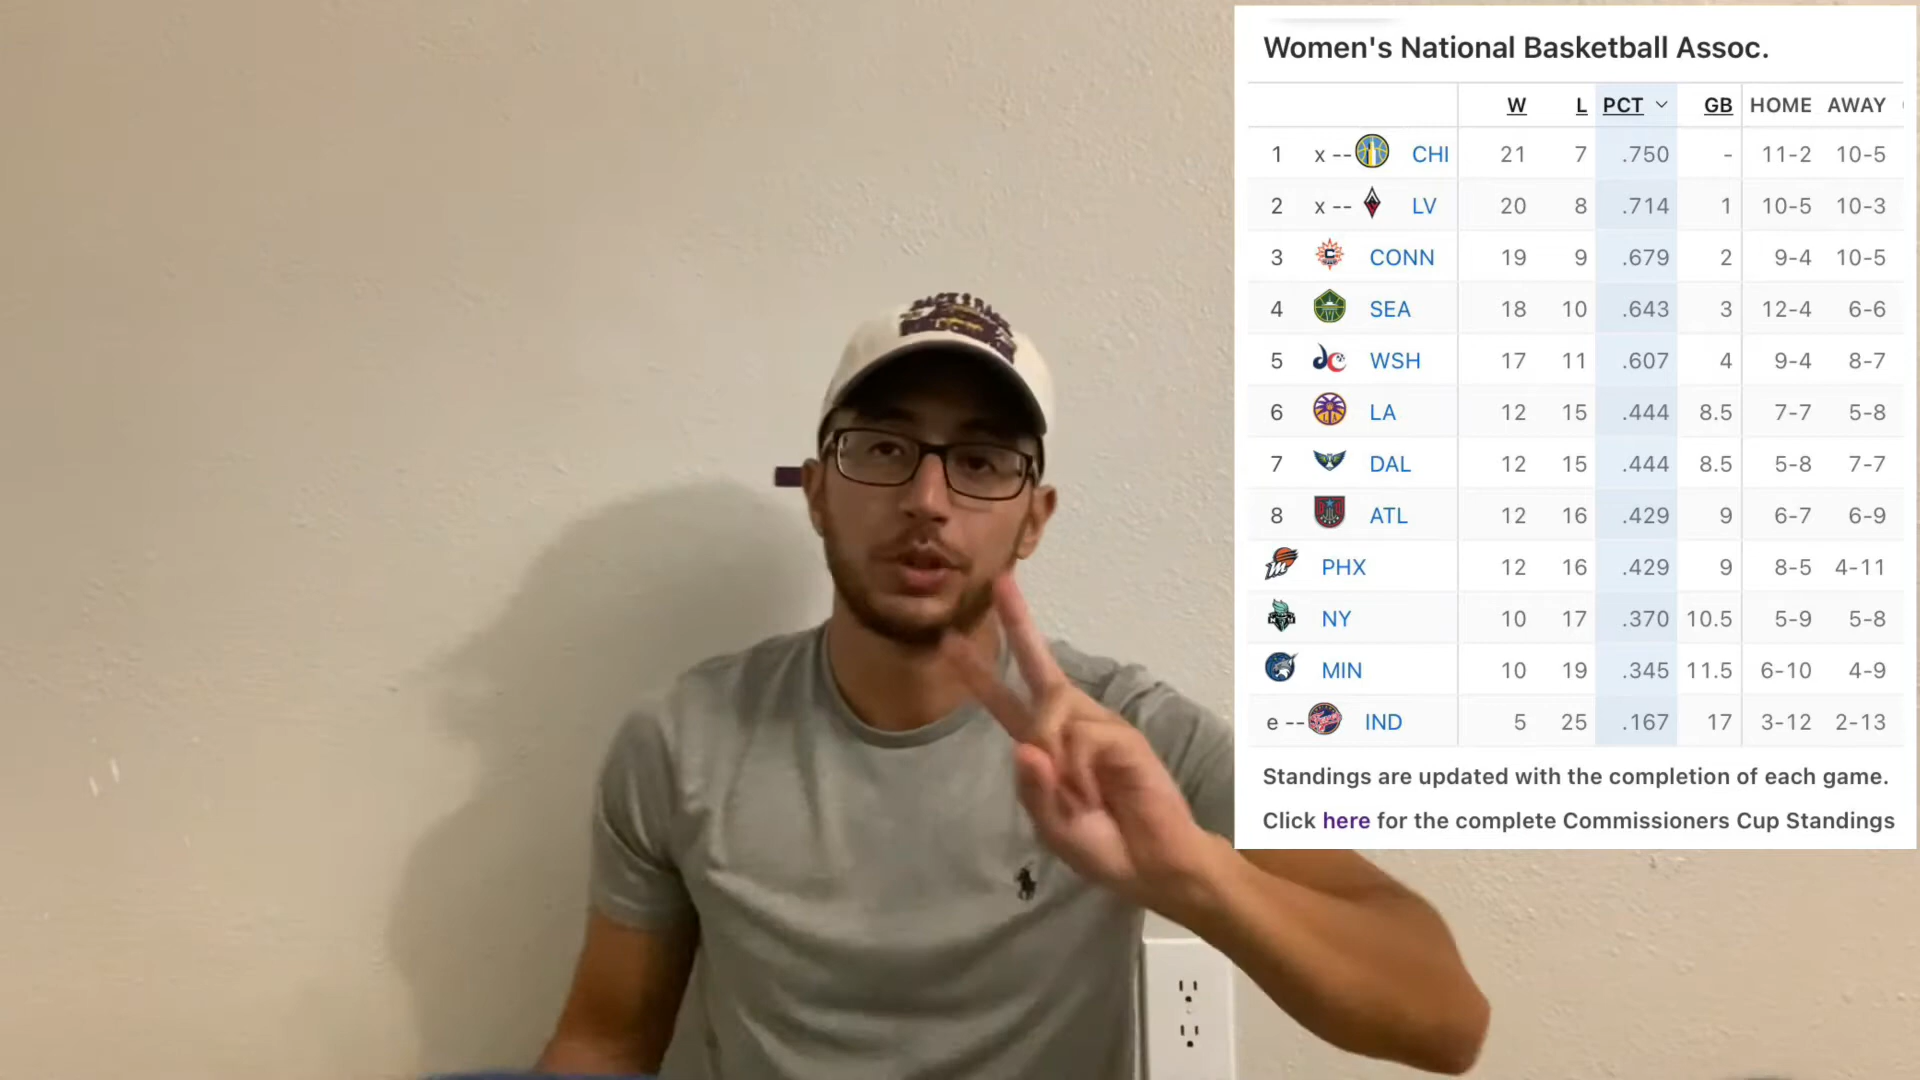 Women's National Basketball Assoc.
W L PCT GB HOME AWAY
1 x -- CHI 21 7 .750 - 11-2 10-5
2 x -- LV 20 8 .714 1 10-5 10-3
3 CONN 19 9 .679 2 9-4 10-5
4 SEA 18 10 .643 3 12-4 6-6
5 WSH 17 11 .607 4 9-4 8-7
6 LA 12 15 .444 8.5 7-7 5-8
7 DAL 12 15 .444 8.5 5-8 7-7
8 ATL 12 16 .429 9 6-7 6-9
PHX 12 16 .429 9 8-5 4-11
NY 10 17 .370 10.5 5-9 5-8
MIN 10 19 .345 11.5 6-10 4-9
e -- IND 5 25 .167 17 3-12 2-13
Standings are updated with the completion of each game.
Click here for the complete Commissioners Cup Standings